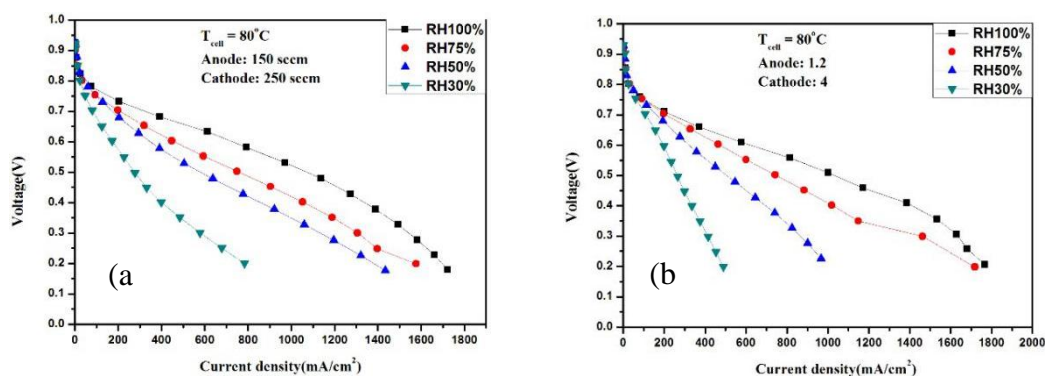 1.0
0.9
0.8
0.7
0.6
0.5
0.4
0.3
0.2
0.1
0.0
Voltage(V)
T_cell = 80°C
Anode: 150 sccm
Cathode: 250 sccm
RH100%
RH75%
RH50%
RH30%
(a
0 200 400 600 800 1000 1200 1400 1600 1800
Current density(mA/cm²)
1.0
0.9
0.8
0.7
0.6
0.5
0.4
0.3
0.2
0.1
0.0
Voltage(V)
T_cell = 80°C
Anode: 1.2
Cathode: 4
RH100%
RH75%
RH50%
RH30%
(b
0 200 400 600 800 1000 1200 1400 1600 1800 2000
Current density(mA/cm²)